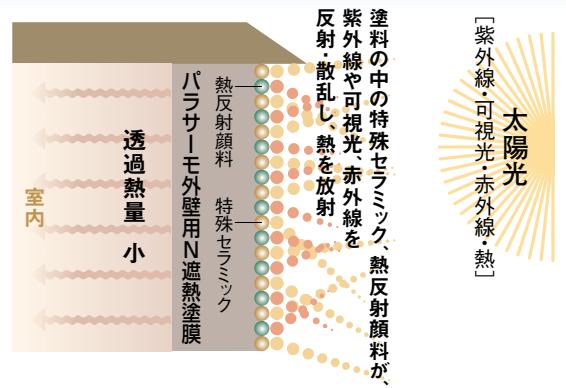 太陽光
［紫外線・可視光・赤外線・熱］
塗料の中の特殊セラミック、熱反射顔料が、
紫外線や可視光、赤外線を
反射・散乱し、熱を放射
熱反射顔料
特殊セラミック
パラサーモ外壁用N遮熱塗膜
透過熱量 小
室内